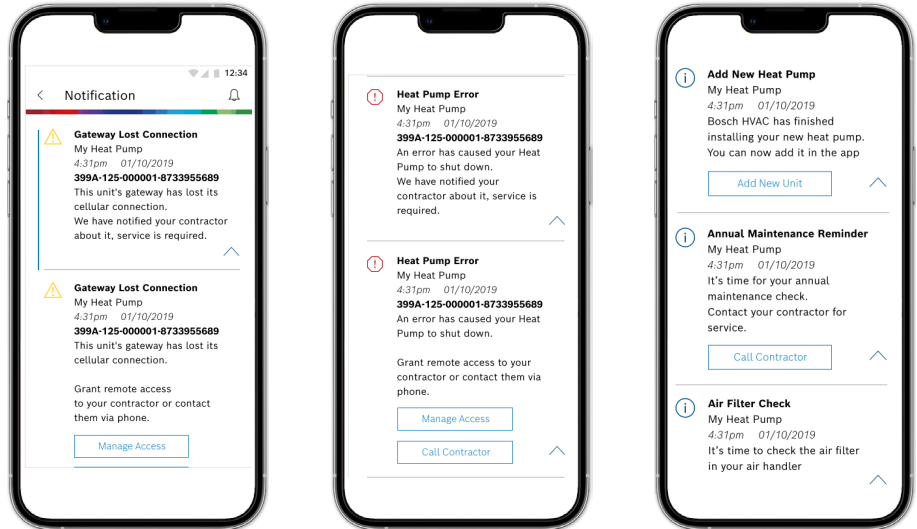 12:34
Notification
Gateway Lost Connection
My Heat Pump
4:31pm 01/10/2019
399A-125-000001-8733955689
This unit's gateway has lost its
cellular connection.
We have notified your contractor
about it, service is required.
Gateway Lost Connection
My Heat Pump
4:31pm 01/10/2019
399A-125-000001-8733955689
This unit's gateway has lost its
cellular connection.
Grant remote access
to your contractor or contact
them via phone.
Manage Access
Heat Pump Error
My Heat Pump
4:31pm 01/10/2019
399A-125-000001-8733955689
An error has caused your Heat
Pump to shut down.
We have notified your
contractor about it, service is
required.
Heat Pump Error
My Heat Pump
4:31pm 01/10/2019
399A-125-000001-8733955689
An error has caused your Heat
Pump to shut down.
Grant remote access to your
contractor or contact them via
phone.
Manage Access
Call Contractor
Add New Heat Pump
My Heat Pump
4:31pm 01/10/2019
Bosch HVAC has finished
installing your new heat pump.
You can now add it in the app
Add New Unit
Annual Maintenance Reminder
My Heat Pump
4:31pm 01/10/2019
It's time for your annual
maintenance check.
Contact your contractor for
service.
Call Contractor
Air Filter Check
My Heat Pump
4:31pm 01/10/2019
It's time to check the air filter
in your air handler